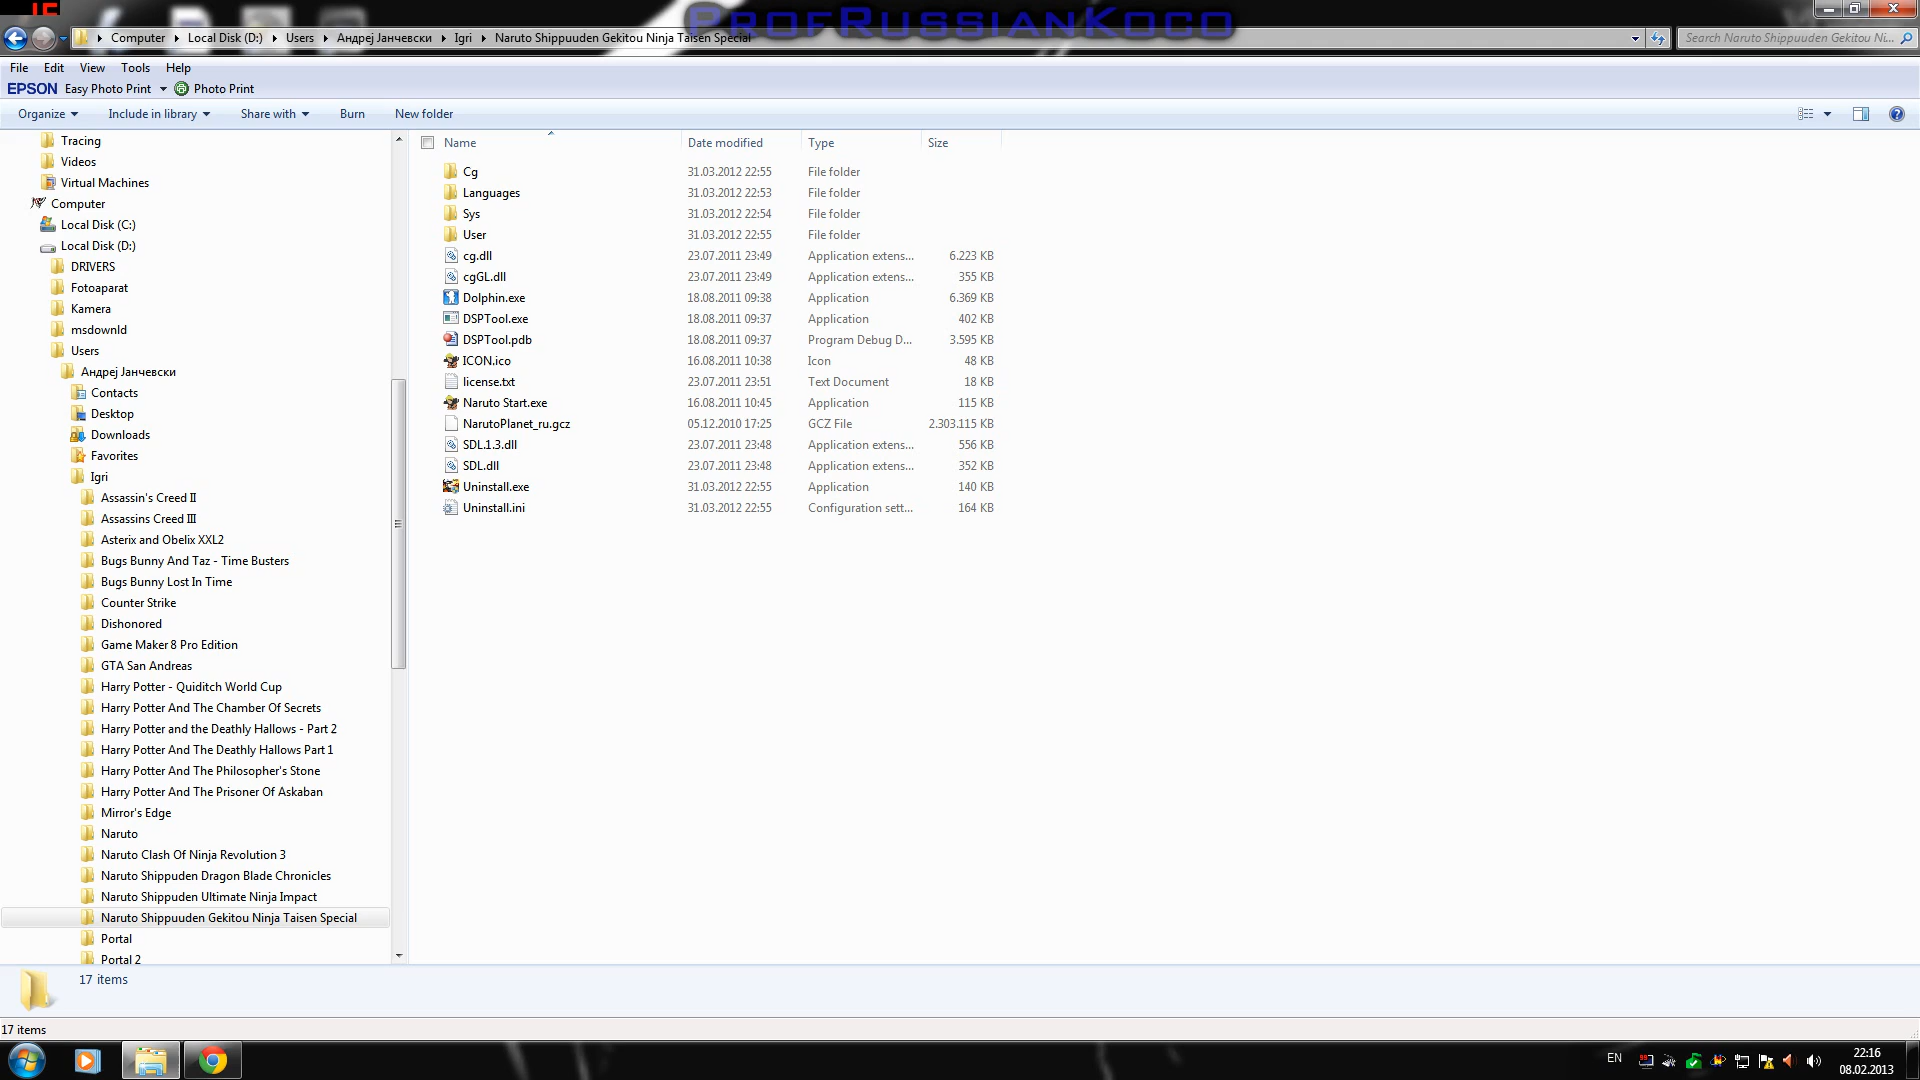 PROFRUSSIANKOCO
Computer Local Disk (D:) Users Андреј Јанчевски Igri Naruto Shippuuden Gekitou Ninja Taisen Special
Search Naruto Shippuuden Gekitou Ni...
File Edit View Tools Help
EPSON Easy Photo Print Photo Print
Organize Include in library Share with Burn New folder
Tracing
Videos
Virtual Machines
Computer
Local Disk (C:)
Local Disk (D:)
DRIVERS
Fotoaparat
Kamera
msdownld
Users
Андреј Јанчевски
Contacts
Desktop
Downloads
Favorites
Igri
Assassin's Creed II
Assassins Creed III
Asterix and Obelix XXL2
Bugs Bunny And Taz - Time Busters
Bugs Bunny Lost In Time
Counter Strike
Dishonored
Game Maker 8 Pro Edition
GTA San Andreas
Harry Potter - Quiditch World Cup
Harry Potter And The Chamber Of Secrets
Harry Potter and the Deathly Hallows - Part 2
Harry Potter And The Deathly Hallows Part 1
Harry Potter And The Philosopher's Stone
Harry Potter And The Prisoner Of Askaban
Mirror's Edge
Naruto
Naruto Clash Of Ninja Revolution 3
Naruto Shippuden Dragon Blade Chronicles
Naruto Shippuden Ultimate Ninja Impact
Naruto Shippuuden Gekitou Ninja Taisen Special
Portal
Portal 2
Name Date modified Type Size
Cg 31.03.2012 22:55 File folder
Languages 31.03.2012 22:53 File folder
Sys 31.03.2012 22:54 File folder
User 31.03.2012 22:55 File folder
cg.dll 23.07.2011 23:49 Application extens... 6.223 KB
cgGL.dll 23.07.2011 23:49 Application extens... 355 KB
Dolphin.exe 18.08.2011 09:38 Application 6.369 KB
DSPTool.exe 18.08.2011 09:37 Application 402 KB
DSPTool.pdb 18.08.2011 09:37 Program Debug D... 3.595 KB
ICON.ico 16.08.2011 10:38 Icon 48 KB
license.txt 23.07.2011 23:51 Text Document 18 KB
Naruto Start.exe 16.08.2011 10:45 Application 115 KB
NarutoPlanet_ru.gcz 05.12.2010 17:25 GCZ File 2.303.115 KB
SDL.1.3.dll 23.07.2011 23:48 Application extens... 556 KB
SDL.dll 23.07.2011 23:48 Application extens... 352 KB
Uninstall.exe 31.03.2012 22:55 Application 140 KB
Uninstall.ini 31.03.2012 22:55 Configuration sett... 164 KB
17 items
17 items
EN
22:16
08.02.2013